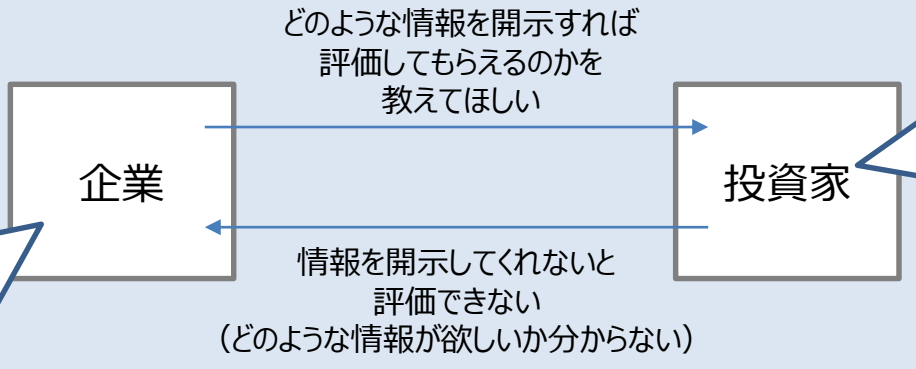 どのような情報を開示すれば
評価してもらえるのかを
教えてほしい
企業
投資家
情報を開示してくれないと
評価できない
（どのような情報が欲しいか分からない）